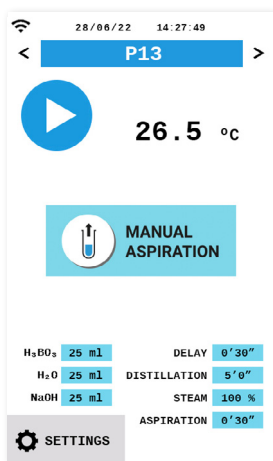 28/06/22 14:27:49
< P13 >
26.5 ºC
MANUAL
ASPIRATION
H₃BO₃ 25 ml DELAY 0'30"
H₂O 25 ml DISTILLATION 5'0"
NaOH 25 ml STEAM 100 %
ASPIRATION 0'30"
SETTINGS